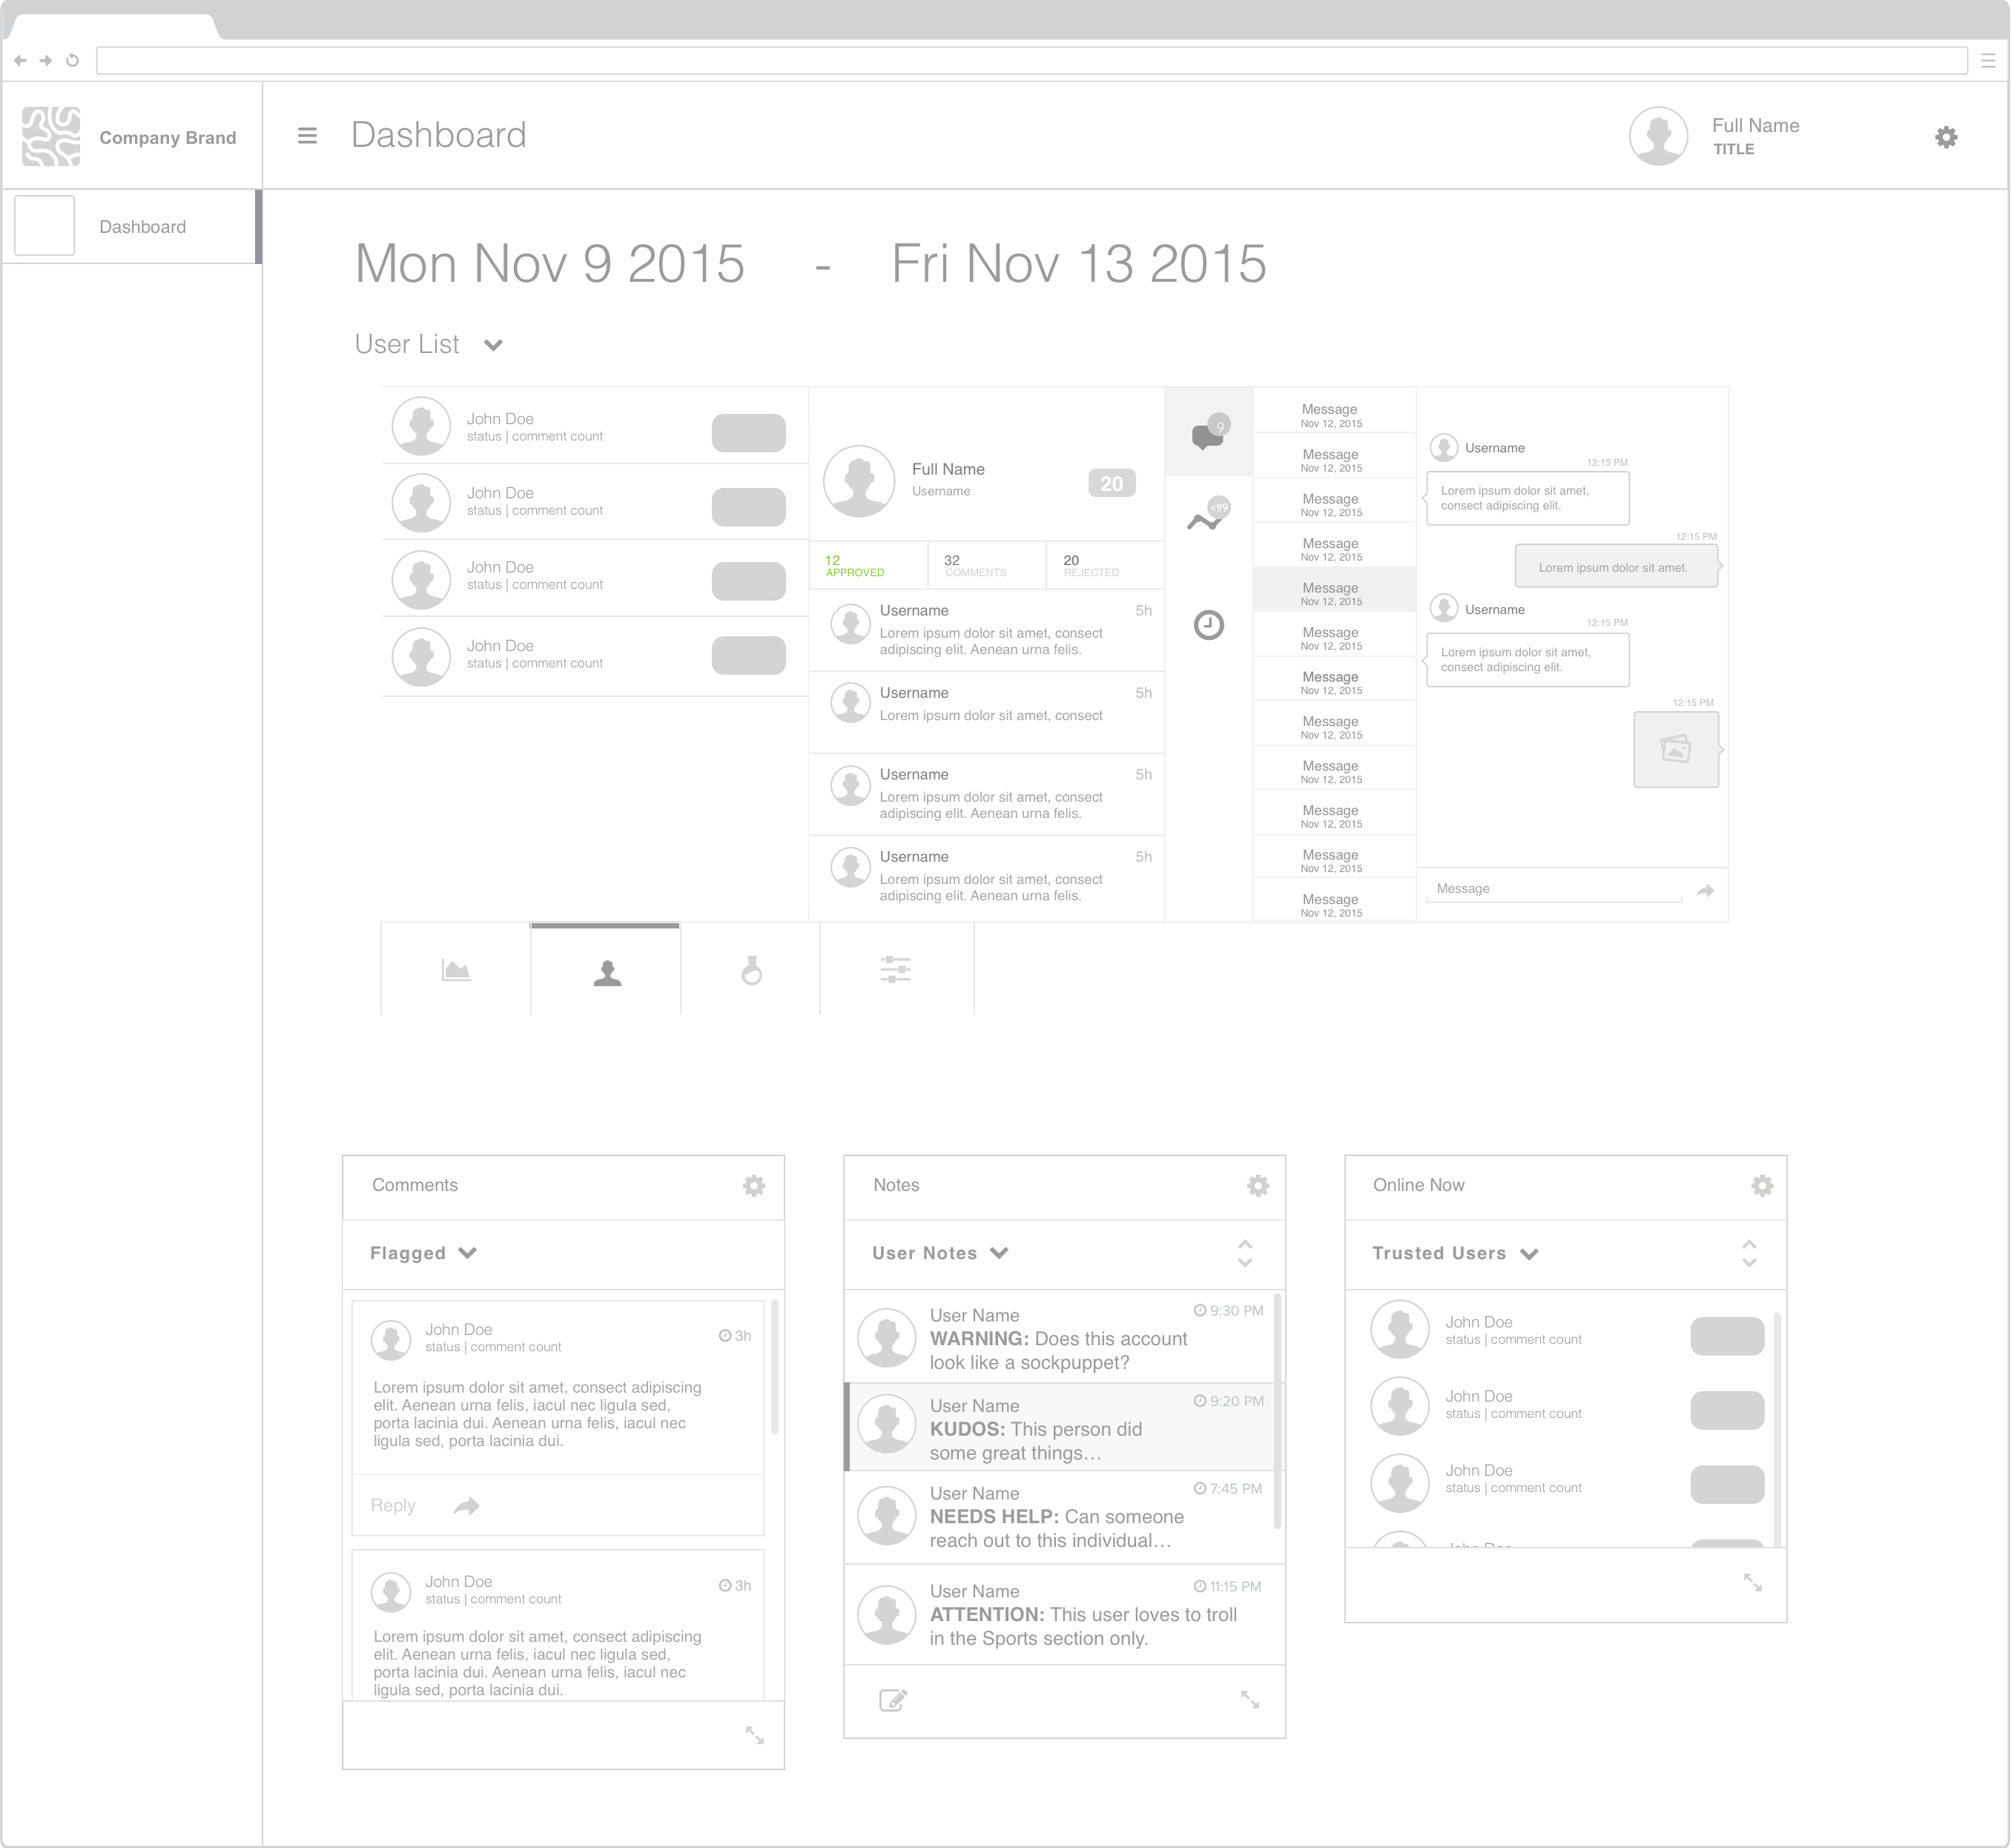 Company Brand
Dashboard
Full Name
TITLE
Dashboard
Mon Nov 9 2015 - Fri Nov 13 2015
User List
John Doe
status | comment count
John Doe
status | comment count
John Doe
status | comment count
John Doe
status | comment count
Full Name
Username
20
12
APPROVED
32
COMMENTS
20
REJECTED
Username 5h
Lorem ipsum dolor sit amet, consect
adipiscing elit. Aenean urna felis.
Username 5h
Lorem ipsum dolor sit amet, consect
Username 5h
Lorem ipsum dolor sit amet, consect
adipiscing elit. Aenean urna felis.
Username 5h
Lorem ipsum dolor sit amet, consect
adipiscing elit. Aenean urna felis.
9
<99
Message
Nov 12, 2015
Message
Nov 12, 2015
Message
Nov 12, 2015
Message
Nov 12, 2015
Message
Nov 12, 2015
Message
Nov 12, 2015
Message
Nov 12, 2015
Message
Nov 12, 2015
Message
Nov 12, 2015
Message
Nov 12, 2015
Message
Nov 12, 2015
Message
Nov 12, 2015
Username
12:15 PM
Lorem ipsum dolor sit amet,
consect adipiscing elit.
12:15 PM
Lorem ipsum dolor sit amet.
Username
12:15 PM
Lorem ipsum dolor sit amet,
consect adipiscing elit.
12:15 PM
Message
Comments
Flagged
John Doe
status | comment count
3h
Lorem ipsum dolor sit amet, consect adipiscing
elit. Aenean urna felis, iacul nec ligula sed,
porta lacinia dui. Aenean urna felis, iacul nec
ligula sed, porta lacinia dui.
Reply
John Doe
status | comment count
3h
Lorem ipsum dolor sit amet, consect adipiscing
elit. Aenean urna felis, iacul nec ligula sed,
porta lacinia dui. Aenean urna felis, iacul nec
ligula sed, porta lacinia dui.
Notes
User Notes
User Name 9:30 PM
WARNING: Does this account
look like a sockpuppet?
User Name 9:20 PM
KUDOS: This person did
some great things…
User Name 7:45 PM
NEEDS HELP: Can someone
reach out to this individual…
User Name 11:15 PM
ATTENTION: This user loves to troll
in the Sports section only.
Online Now
Trusted Users
John Doe
status | comment count
John Doe
status | comment count
John Doe
status | comment count
John Doe